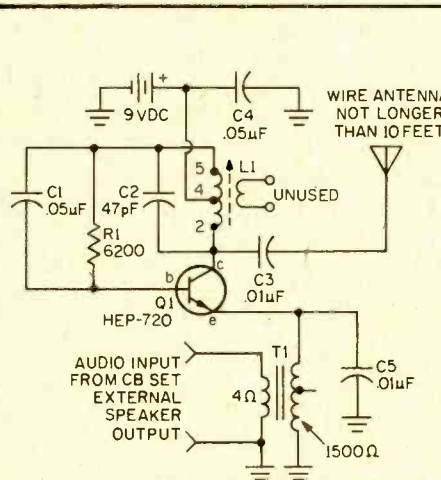 9 VDC
+
C4
.05µF
WIRE ANTENNA
NOT LONGER
THAN 10 FEET
5
L1
4
UNUSED
2
C1
.05µF
C2
47pF
R1
6200
C3
.01µF
c
b
Q1
HEP-720
e
AUDIO INPUT
FROM CB SET
EXTERNAL
SPEAKER
OUTPUT
4Ω
T1
C5
.01µF
1500Ω